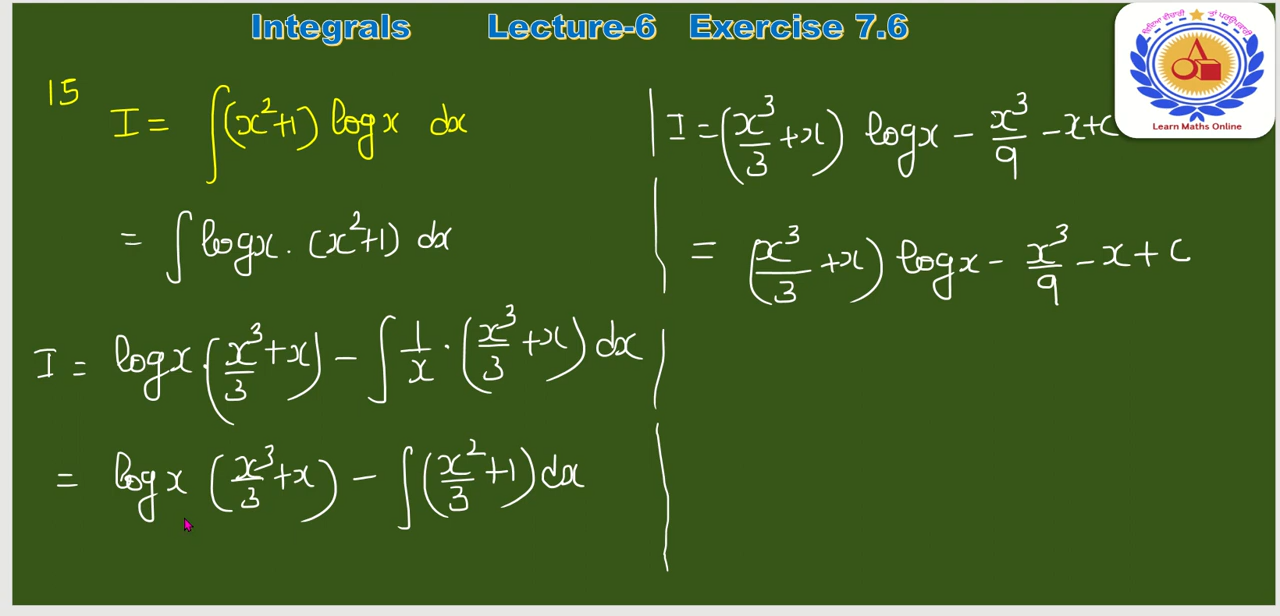 Integrals Lecture-6 Exercise 7.6
ਵਿਦਿਆ ਵੀਚਾਰੀ ਤਾਂ ਪਰਉਪਕਾਰੀ
Learn Maths Online
15
I = ∫(x²+1) log x dx
= ∫ log x · (x²+1) dx
I = log x · (x³/3 + x) − ∫ 1/x · (x³/3 + x) dx
= log x (x³/3 + x) − ∫ (x²/3 + 1) dx
I = (x³/3 + x) log x − x³/9 − x + c
= (x³/3 + x) log x − x³/9 − x + c